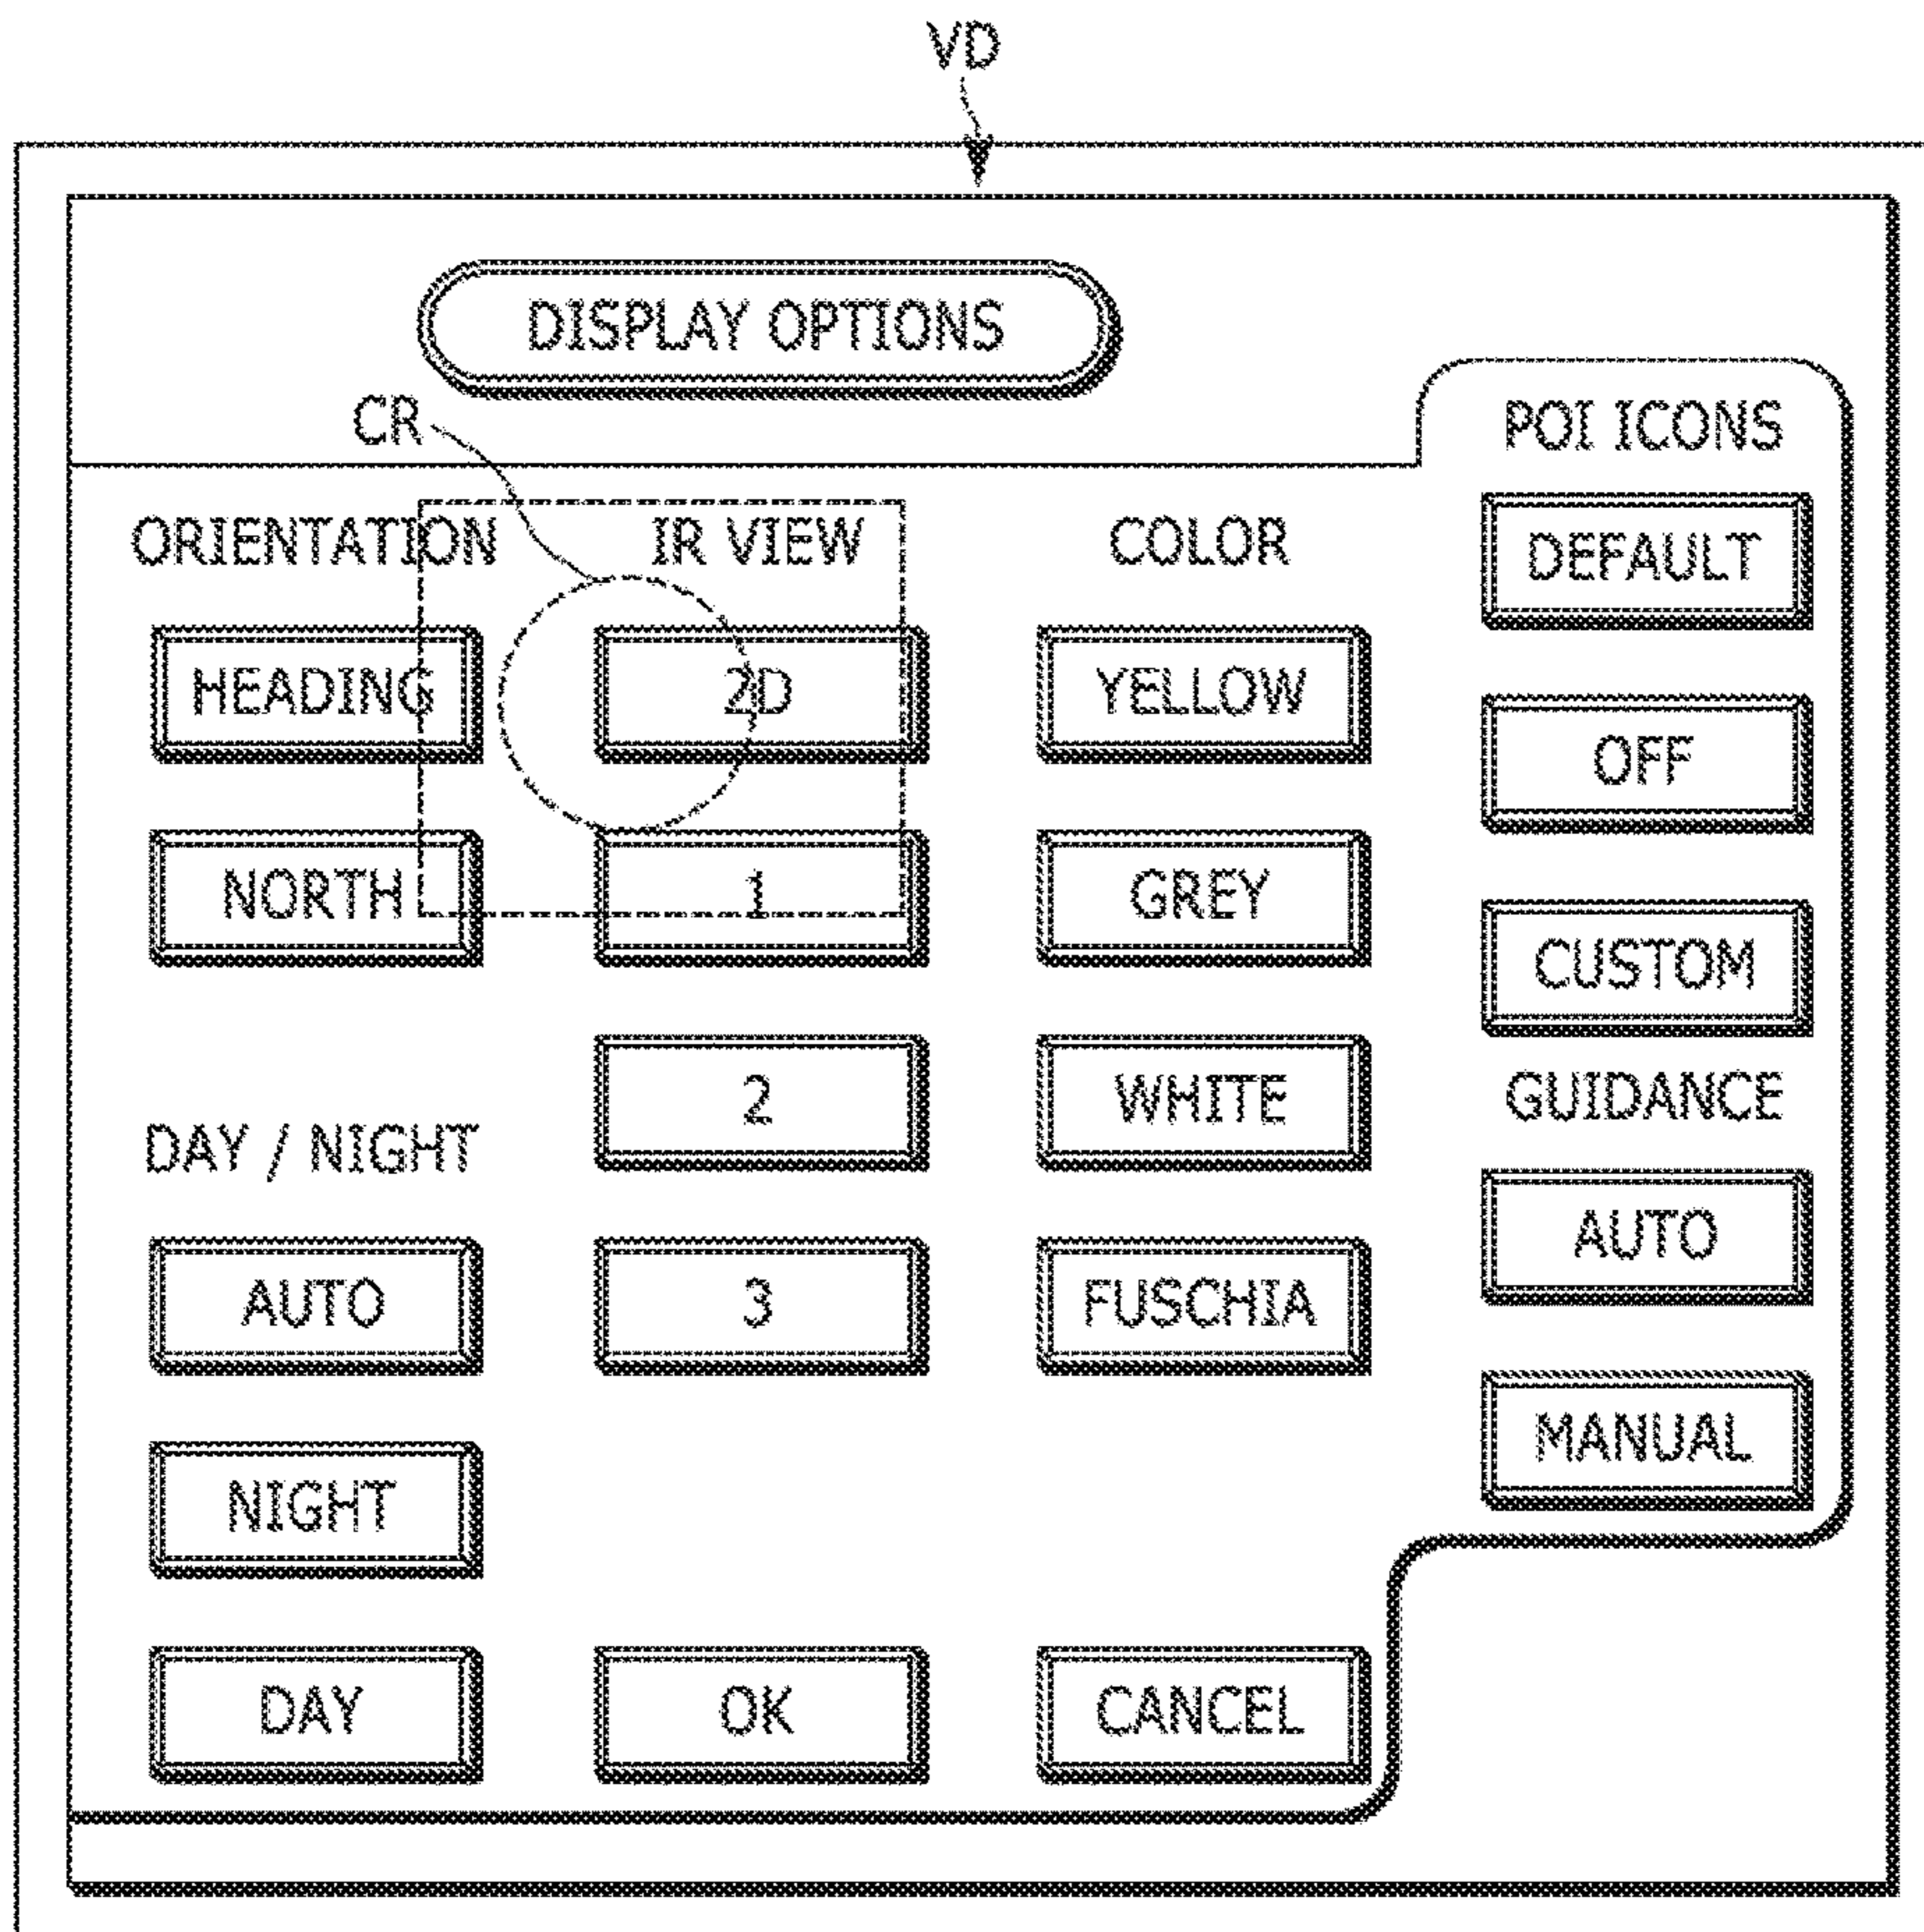 VD
DISPLAY OPTIONS
CR
POI ICONS
ORIENTATION IR VIEW COLOR
DEFAULT
HEADING 2D YELLOW
OFF
NORTH 1 GREY
CUSTOM
2 WHITE
GUIDANCE
DAY / NIGHT
AUTO
AUTO 3 FUSCHIA
MANUAL
NIGHT
DAY OK CANCEL